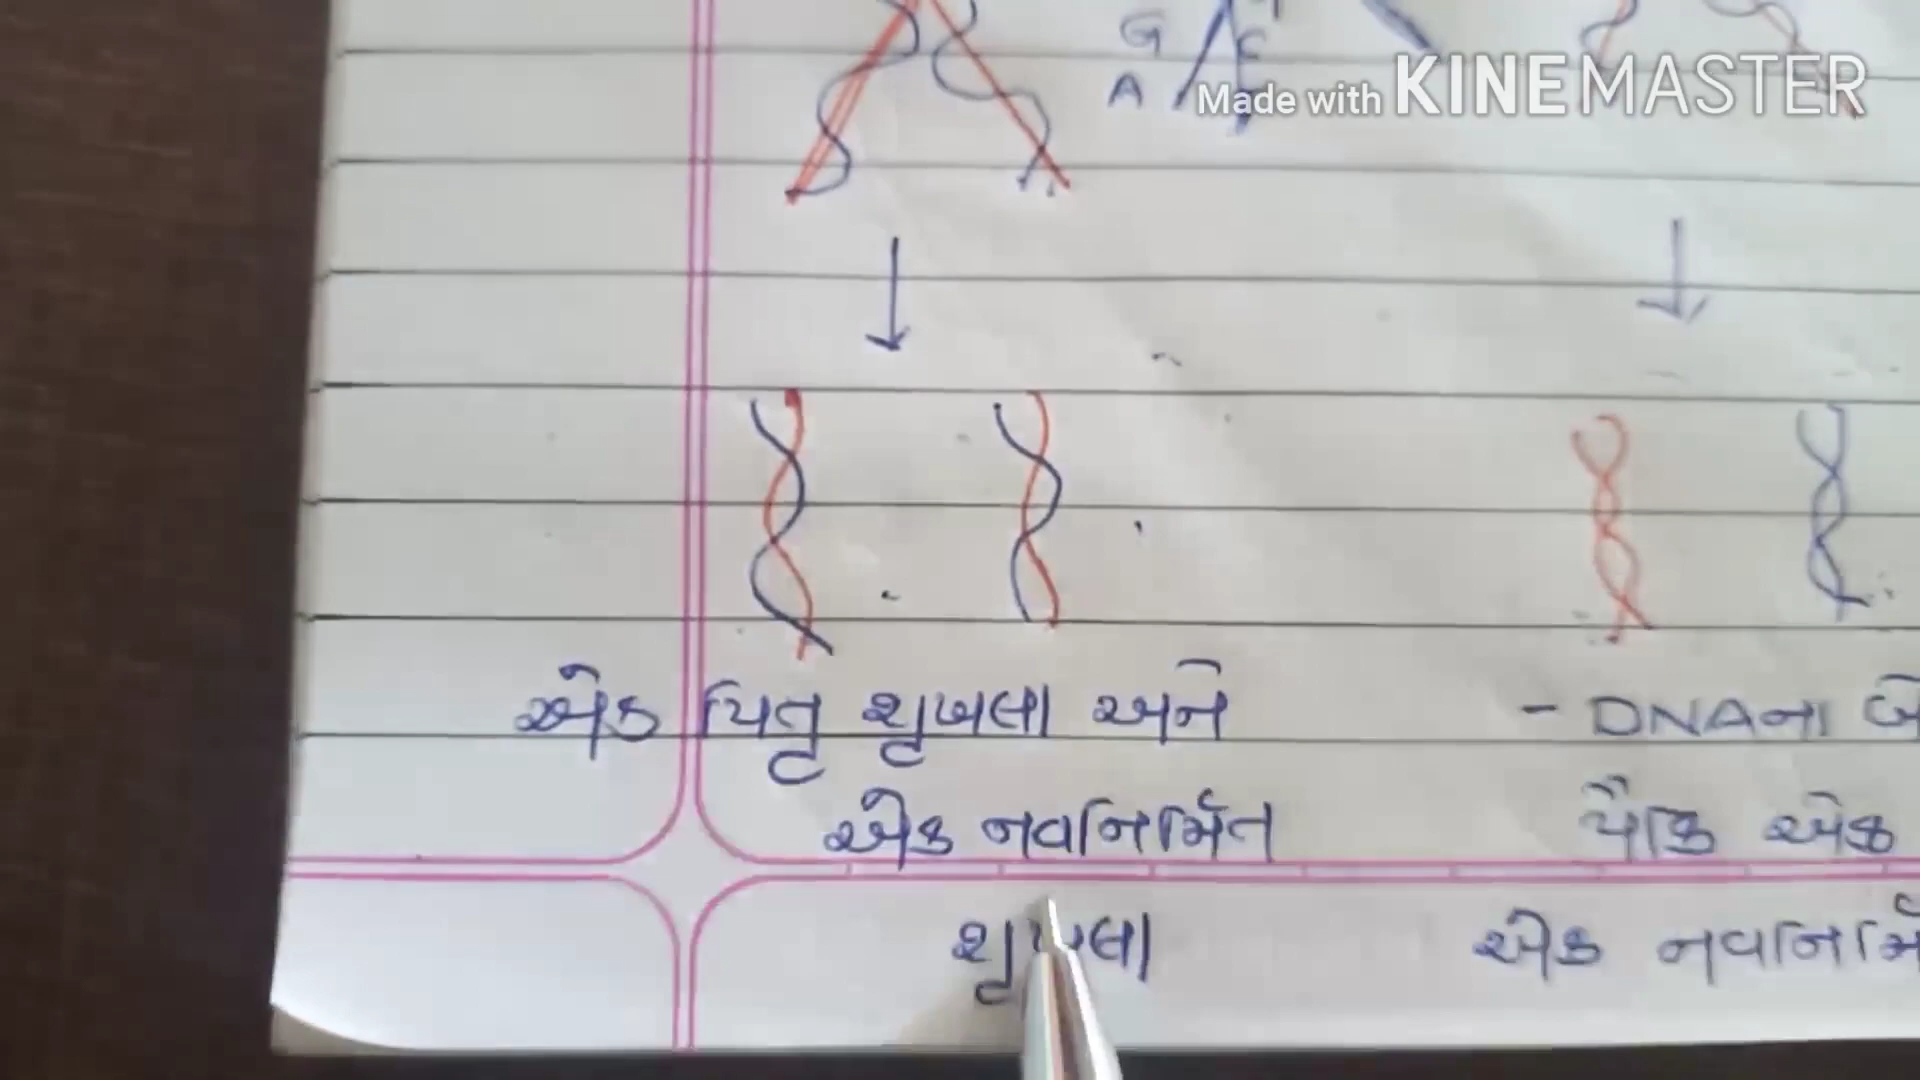 G C
A
Made with KINEMASTER
એક પિતૃ શૃખલા અને
એક નવનિર્મિત
શૃખલા
- DNAના બે
પૈકિ એક
એક નવનિર્મિ